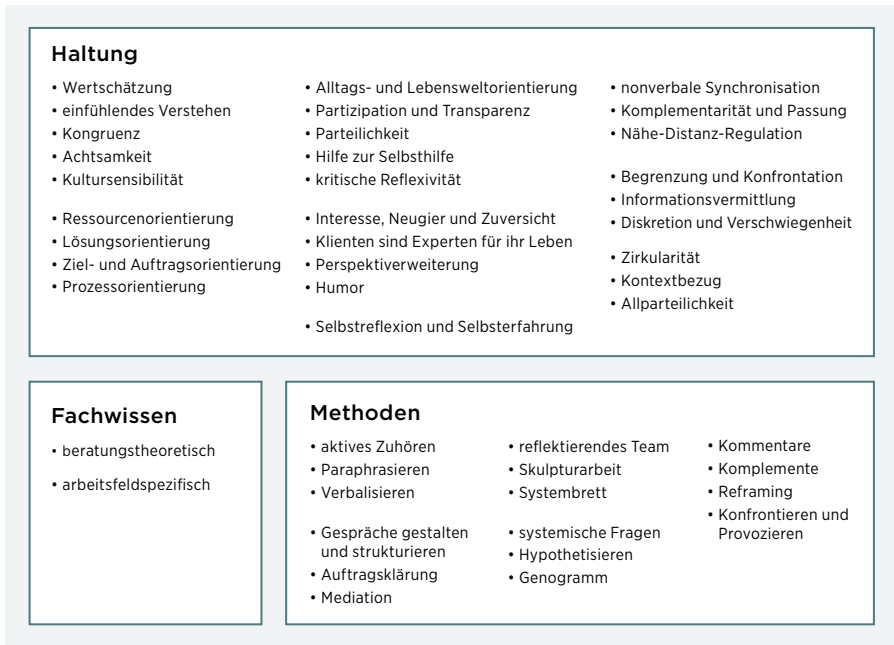 Haltung
• Wertschätzung
• einfühlendes Verstehen
• Kongruenz
• Achtsamkeit
• Kultursensibilität
• Ressourcenorientierung
• Lösungsorientierung
• Ziel- und Auftragsorientierung
• Prozessorientierung
• Alltags- und Lebensweltorientierung
• Partizipation und Transparenz
• Parteilichkeit
• Hilfe zur Selbsthilfe
• kritische Reflexivität
• Interesse, Neugier und Zuversicht
• Klienten sind Experten für ihr Leben
• Perspektiverweiterung
• Humor
• Selbstreflexion und Selbsterfahrung
• nonverbale Synchronisation
• Komplementarität und Passung
• Nähe-Distanz-Regulation
• Begrenzung und Konfrontation
• Informationsvermittlung
• Diskretion und Verschwiegenheit
• Zirkularität
• Kontextbezug
• Allparteilichkeit
Fachwissen
• beratungstheoretisch
• arbeitsfeldspezifisch
Methoden
• aktives Zuhören
• Paraphrasieren
• Verbalisieren
• Gespräche gestalten
und strukturieren
• Auftragsklärung
• Mediation
• reflektierendes Team
• Skulpturarbeit
• Systembrett
• systemische Fragen
• Hypothetisieren
• Genogramm
• Kommentare
• Komplemente
• Reframing
• Konfrontieren und
Provozieren